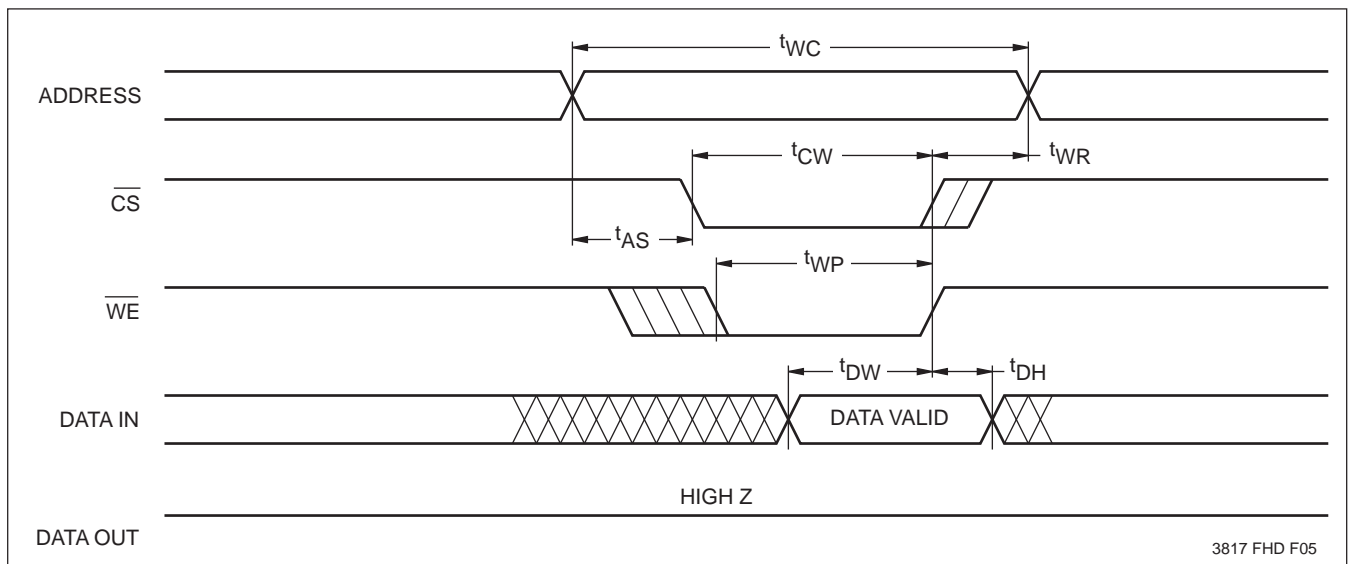 tWC
ADDRESS
tCW
tWR
CS
tAS
tWP
WE
tDW
tDH
DATA IN
DATA VALID
HIGH Z
DATA OUT
3817 FHD F05